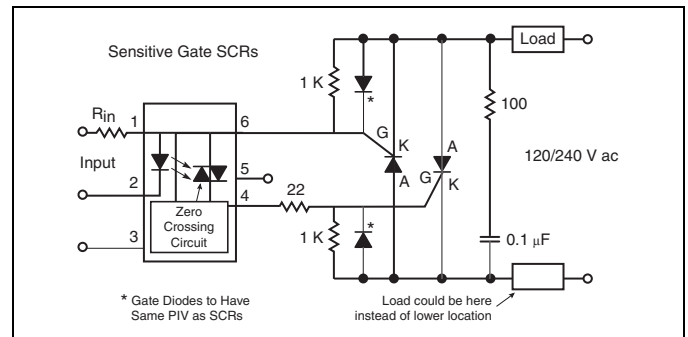 Sensitive Gate SCRs
Load
1 K
100
*
Rin
1
6
G
K
A
Input
A
G
K
120/240 V ac
2
5
4
22
Zero
Crossing
Circuit
3
1 K
*
0.1 μF
* Gate Diodes to Have
Same PIV as SCRs
Load could be here
instead of lower location